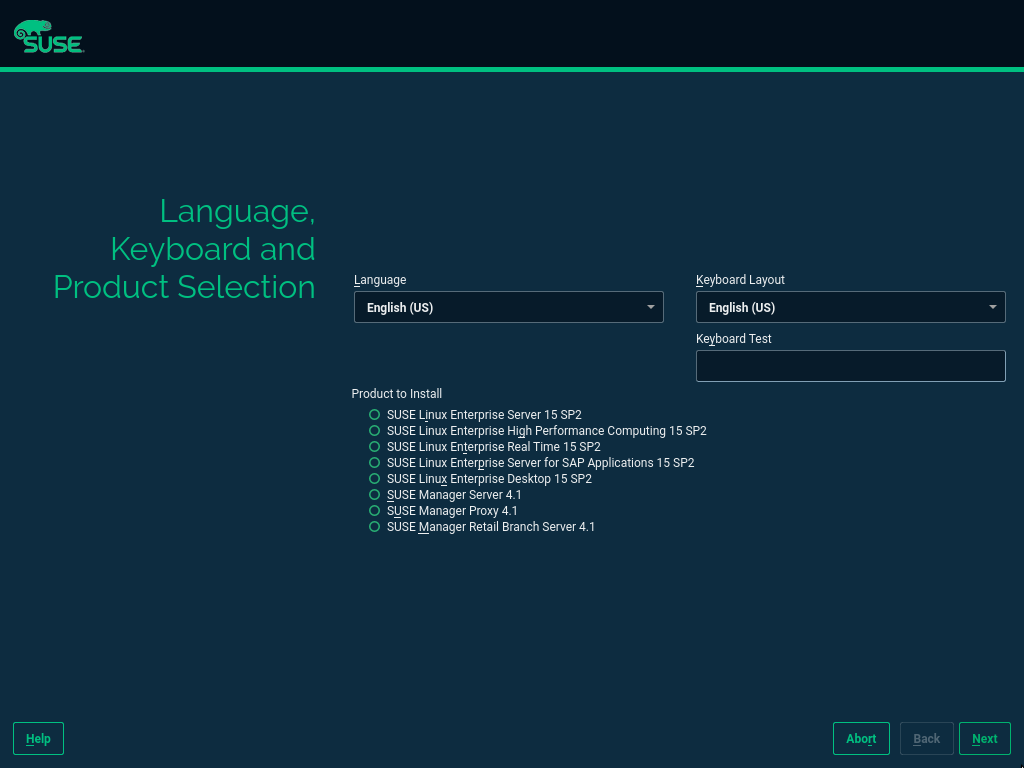 SUSE
Language,
Keyboard and
Product Selection
Language
Keyboard Layout
English (US)
English (US)
Keyboard Test
Product to Install
SUSE Linux Enterprise Server 15 SP2
SUSE Linux Enterprise High Performance Computing 15 SP2
SUSE Linux Enterprise Real Time 15 SP2
SUSE Linux Enterprise Server for SAP Applications 15 SP2
SUSE Linux Enterprise Desktop 15 SP2
SUSE Manager Server 4.1
SUSE Manager Proxy 4.1
SUSE Manager Retail Branch Server 4.1
Help
Abort
Back
Next